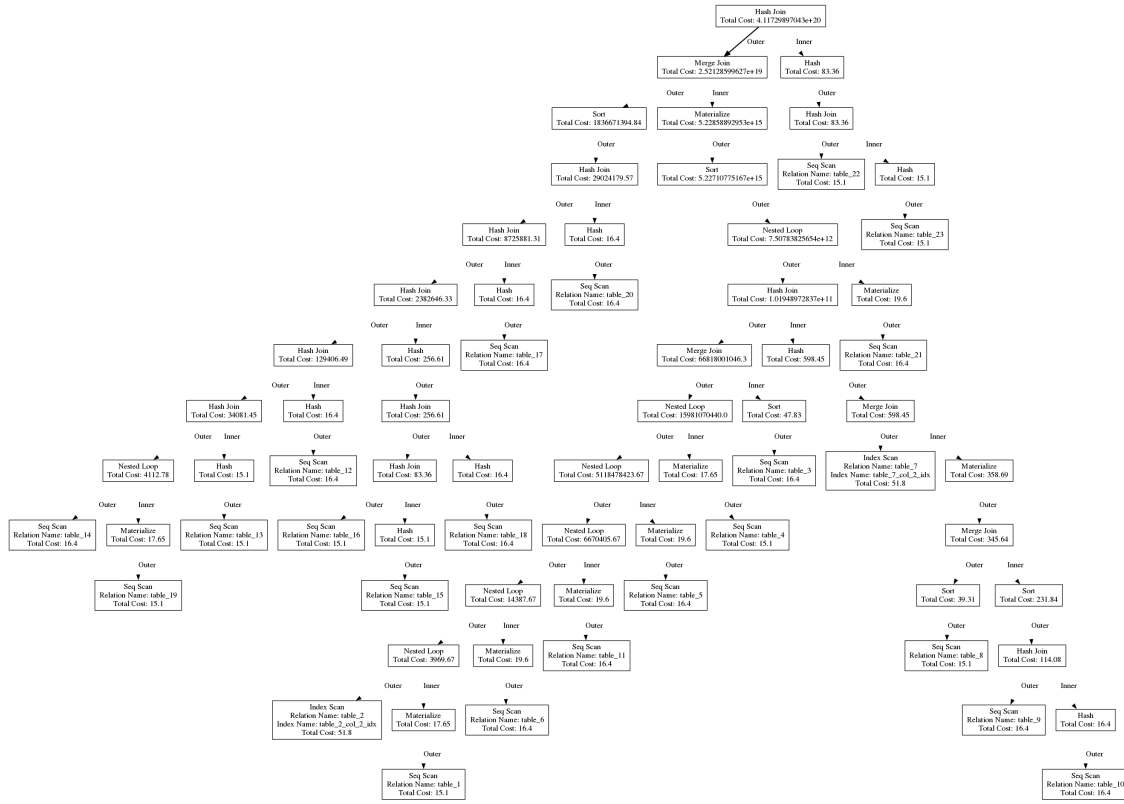 Hash Join
Total Cost: 4.11729897043e+20
Outer
Inner
Merge Join
Total Cost: 2.52128599627e+19
Hash
Total Cost: 83.36
Outer
Inner
Outer
Sort
Total Cost: 1836671394.84
Materialize
Total Cost: 5.22858892953e+15
Hash Join
Total Cost: 83.36
Outer
Outer
Outer
Inner
Hash Join
Total Cost: 29024179.57
Sort
Total Cost: 5.22710775167e+15
Seq Scan
Relation Name: table_22
Total Cost: 15.1
Hash
Total Cost: 15.1
Outer
Inner
Outer
Outer
Hash Join
Total Cost: 8725881.31
Hash
Total Cost: 16.4
Nested Loop
Total Cost: 7.50783825654e+12
Seq Scan
Relation Name: table_23
Total Cost: 15.1
Outer
Inner
Outer
Outer
Inner
Hash Join
Total Cost: 2382646.33
Hash
Total Cost: 16.4
Seq Scan
Relation Name: table_20
Total Cost: 16.4
Hash Join
Total Cost: 1.01948972837e+11
Materialize
Total Cost: 19.6
Outer
Inner
Outer
Outer
Inner
Outer
Hash Join
Total Cost: 129406.49
Hash
Total Cost: 256.61
Seq Scan
Relation Name: table_17
Total Cost: 16.4
Merge Join
Total Cost: 66818001046.3
Hash
Total Cost: 598.45
Seq Scan
Relation Name: table_21
Total Cost: 16.4
Outer
Inner
Outer
Outer
Inner
Outer
Hash Join
Total Cost: 34081.45
Hash
Total Cost: 16.4
Hash Join
Total Cost: 256.61
Nested Loop
Total Cost: 15981070440.0
Sort
Total Cost: 47.83
Merge Join
Total Cost: 598.45
Outer
Inner
Outer
Outer
Inner
Outer
Inner
Outer
Outer
Inner
Nested Loop
Total Cost: 4112.78
Hash
Total Cost: 15.1
Seq Scan
Relation Name: table_12
Total Cost: 16.4
Hash Join
Total Cost: 83.36
Hash
Total Cost: 16.4
Nested Loop
Total Cost: 5118478423.67
Materialize
Total Cost: 17.65
Seq Scan
Relation Name: table_3
Total Cost: 16.4
Index Scan
Relation Name: table_7
Index Name: table_7_col_2_idx
Total Cost: 51.8
Materialize
Total Cost: 358.69
Outer
Inner
Outer
Outer
Inner
Outer
Outer
Inner
Outer
Outer
Seq Scan
Relation Name: table_14
Total Cost: 16.4
Materialize
Total Cost: 17.65
Seq Scan
Relation Name: table_13
Total Cost: 15.1
Seq Scan
Relation Name: table_16
Total Cost: 15.1
Hash
Total Cost: 15.1
Seq Scan
Relation Name: table_18
Total Cost: 16.4
Nested Loop
Total Cost: 6670405.67
Materialize
Total Cost: 19.6
Seq Scan
Relation Name: table_4
Total Cost: 15.1
Merge Join
Total Cost: 345.64
Outer
Outer
Outer
Inner
Outer
Outer
Inner
Seq Scan
Relation Name: table_19
Total Cost: 15.1
Seq Scan
Relation Name: table_15
Total Cost: 15.1
Nested Loop
Total Cost: 14387.67
Materialize
Total Cost: 19.6
Seq Scan
Relation Name: table_5
Total Cost: 16.4
Sort
Total Cost: 39.31
Sort
Total Cost: 231.84
Outer
Inner
Outer
Outer
Outer
Nested Loop
Total Cost: 3969.67
Materialize
Total Cost: 19.6
Seq Scan
Relation Name: table_11
Total Cost: 16.4
Seq Scan
Relation Name: table_8
Total Cost: 15.1
Hash Join
Total Cost: 114.08
Outer
Inner
Outer
Outer
Inner
Index Scan
Relation Name: table_2
Index Name: table_2_col_2_idx
Total Cost: 51.8
Materialize
Total Cost: 17.65
Seq Scan
Relation Name: table_6
Total Cost: 16.4
Seq Scan
Relation Name: table_9
Total Cost: 16.4
Hash
Total Cost: 16.4
Outer
Outer
Seq Scan
Relation Name: table_1
Total Cost: 15.1
Seq Scan
Relation Name: table_10
Total Cost: 16.4